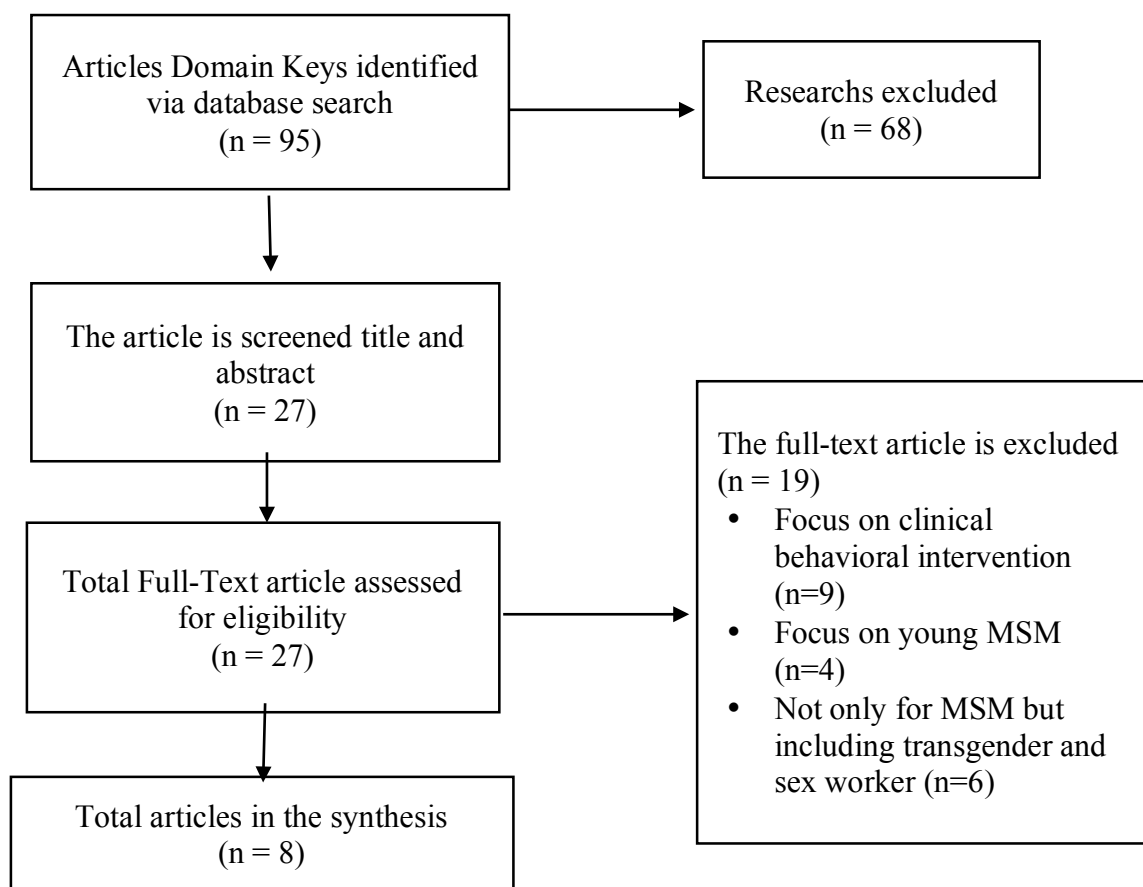 Articles Domain Keys identified
via database search
(n = 95)
Researchs excluded
(n = 68)
The article is screened title and
abstract
(n = 27)
Total Full-Text article assessed
for eligibility
(n = 27)
The full-text article is excluded
(n = 19)
• Focus on clinical
behavioral intervention
(n=9)
• Focus on young MSM
(n=4)
• Not only for MSM but
including transgender and
sex worker (n=6)
Total articles in the synthesis
(n = 8)